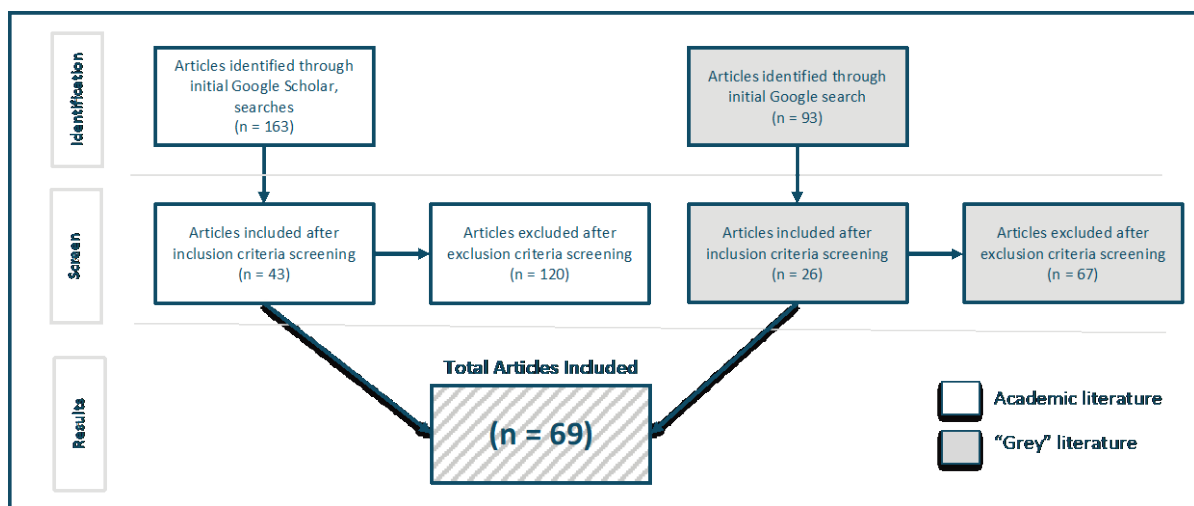 Identification
Articles identified through
initial Google Scholar,
searches
(n = 163)
Articles identified through
initial Google search
(n = 93)
Screen
Articles included after
inclusion criteria screening
(n = 43)
Articles excluded after
exclusion criteria screening
(n = 120)
Articles included after
inclusion criteria screening
(n = 26)
Articles excluded after
exclusion criteria screening
(n = 67)
Results
Total Articles Included
(n = 69)
Academic literature
“Grey” literature